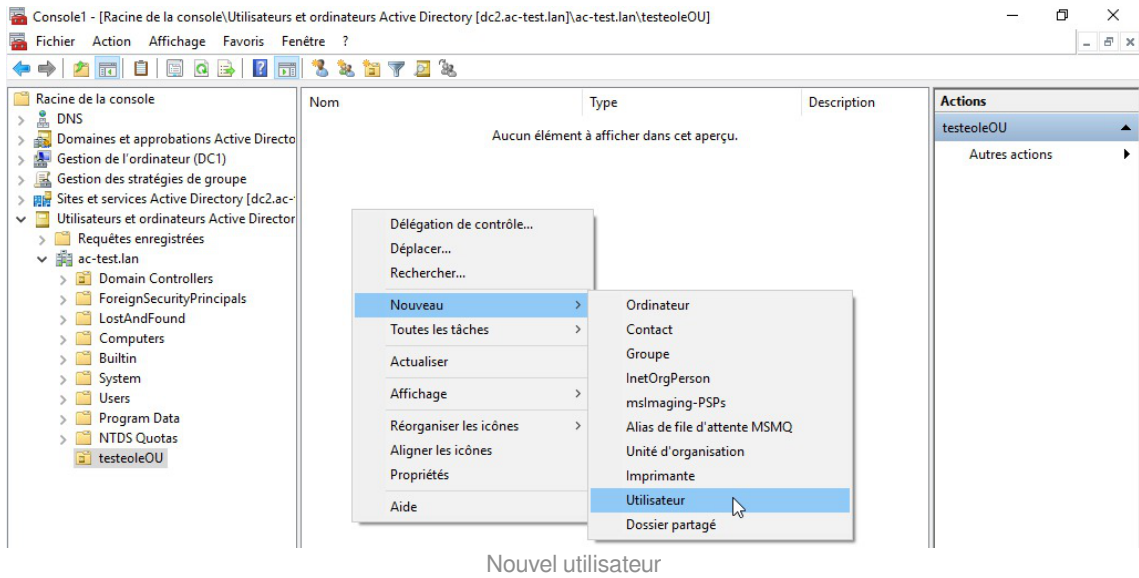 Console1 - [Racine de la console\Utilisateurs et ordinateurs Active Directory [dc2.ac-test.lan]\ac-test.lan\testeoleOU]
Fichier Action Affichage Favoris Fenêtre ?
Racine de la console
DNS
Domaines et approbations Active Directo
Gestion de l'ordinateur (DC1)
Gestion des stratégies de groupe
Sites et services Active Directory [dc2.ac-
Utilisateurs et ordinateurs Active Director
Requêtes enregistrées
ac-test.lan
Domain Controllers
ForeignSecurityPrincipals
LostAndFound
Computers
Builtin
System
Users
Program Data
NTDS Quotas
testeoleOU
Nom Type Description
Aucun élément à afficher dans cet aperçu.
Délégation de contrôle...
Déplacer...
Rechercher...
Nouveau
Toutes les tâches
Actualiser
Affichage
Réorganiser les icônes
Aligner les icônes
Propriétés
Aide
Ordinateur
Contact
Groupe
InetOrgPerson
msImaging-PSPs
Alias de file d'attente MSMQ
Unité d'organisation
Imprimante
Utilisateur
Dossier partagé
Actions
testeoleOU
Autres actions
Nouvel utilisateur